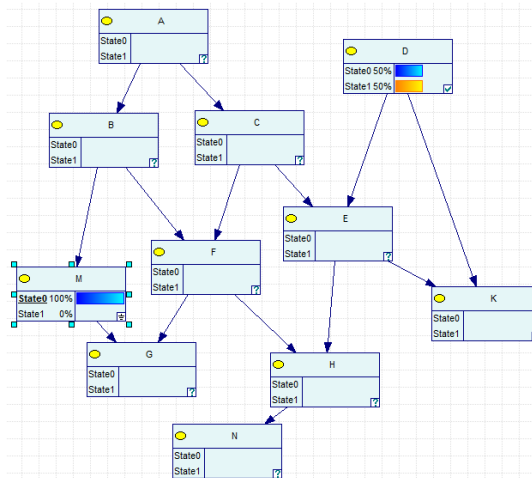 A
State0
State1
?
D
State0 50%
State1 50%
B
State0
State1
?
C
State0
State1
?
E
State0
State1
?
F
State0
State1
?
M
State0 100%
State1 0%
K
State0
State1
G
State0
State1
?
H
State0
State1
?
N
State0
State1
?